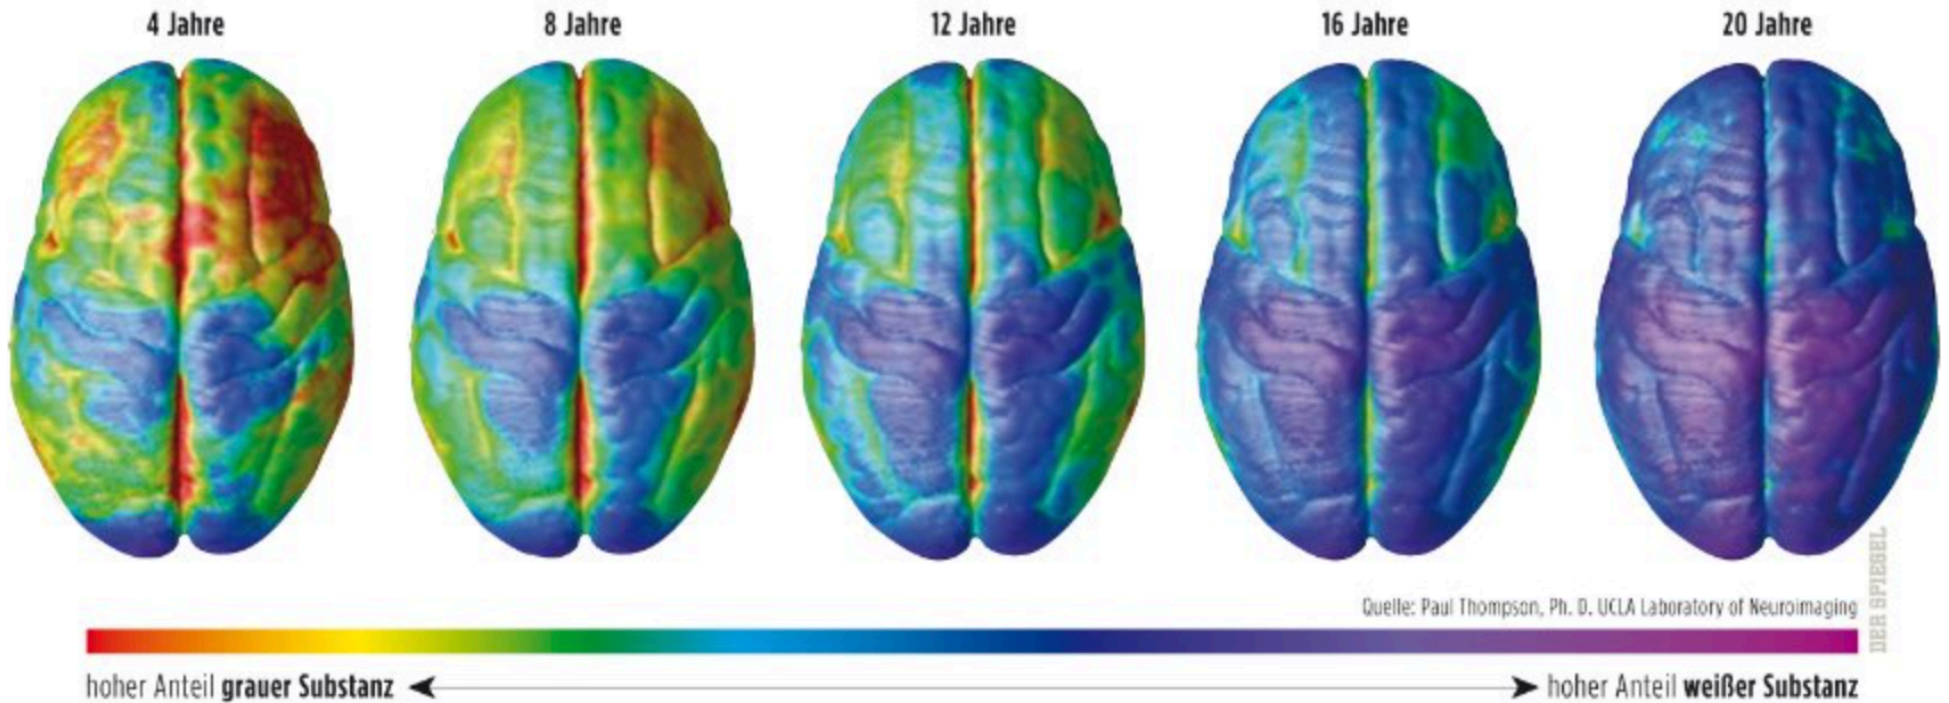 4 Jahre
8 Jahre
12 Jahre
16 Jahre
20 Jahre
Quelle: Paul Thompson, Ph. D. UCLA Laboratory of Neuroimaging
DER SPIEGEL
hoher Anteil grauer Substanz
hoher Anteil weißer Substanz